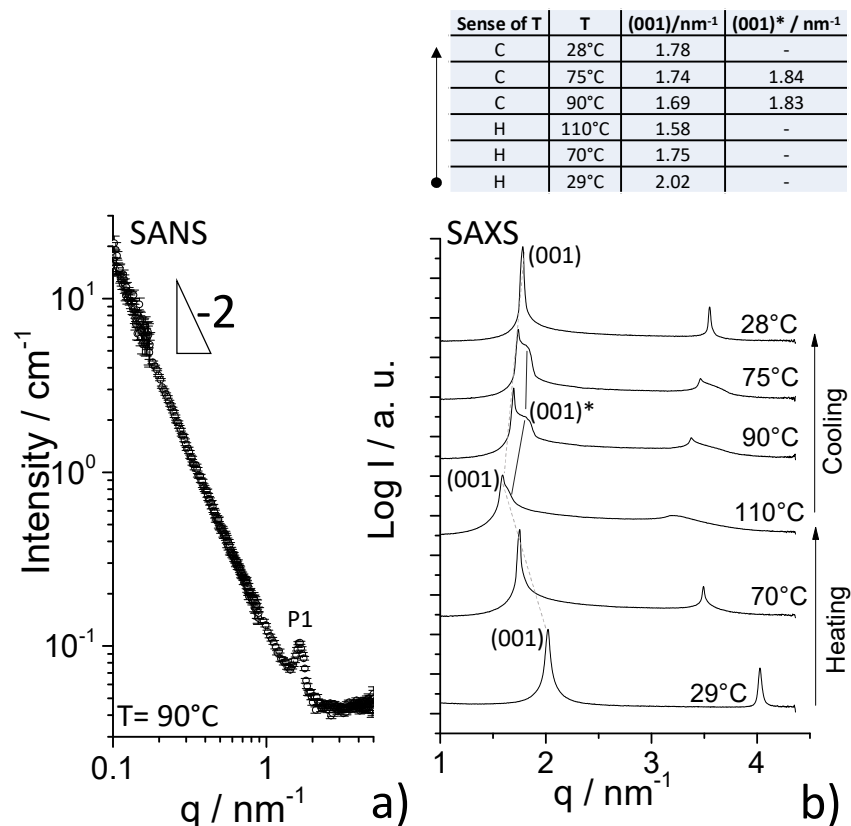 Sense of T T (001)/nm⁻¹ (001)* / nm⁻¹
C 28°C 1.78 -
C 75°C 1.74 1.84
C 90°C 1.69 1.83
H 110°C 1.58 -
H 70°C 1.75 -
H 29°C 2.02 -
SANS
-2
P1
T= 90°C
10¹
10⁰
10⁻¹
Intensity / cm⁻¹
0.1 1
q / nm⁻¹
a)
SAXS
(001)
28°C
75°C
(001)*
90°C
(001)
110°C
70°C
(001)
29°C
Cooling
Heating
Log I / a. u.
1 2 3 4
q / nm⁻¹
b)